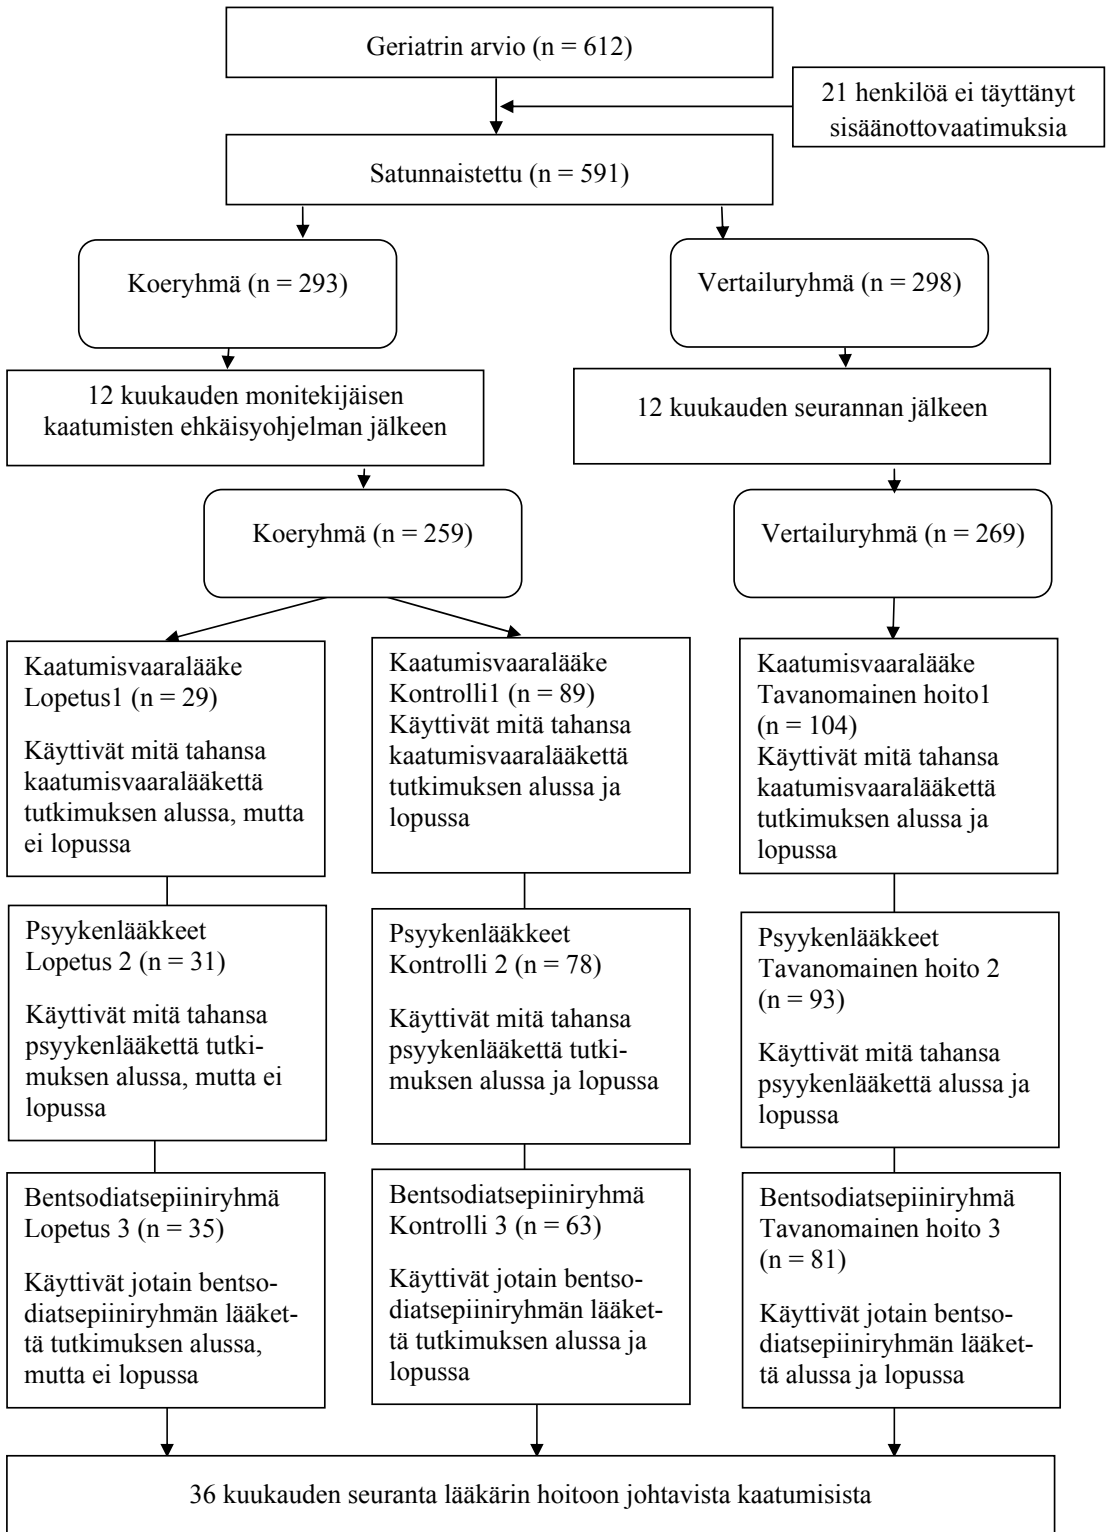 Geriatrin arvio (n = 612)
21 henkilöä ei täyttänyt
sisäänottovaatimuksia
Satunnaistettu (n = 591)
Koeryhmä (n = 293)
Vertailuryhmä (n = 298)
12 kuukauden monitekijäisen
kaatumisten ehkäisyohjelman jälkeen
12 kuukauden seurannan jälkeen
Koeryhmä (n = 259)
Vertailuryhmä (n = 269)
Kaatumisvaaralääke
Lopetus1 (n = 29)
Käyttivät mitä tahansa
kaatumisvaaralääkettä
tutkimuksen alussa, mutta
ei lopussa
Kaatumisvaaralääke
Kontrolli1 (n = 89)
Käyttivät mitä tahansa
kaatumisvaaralääkettä
tutkimuksen alussa ja
lopussa
Kaatumisvaaralääke
Tavanomainen hoito1
(n = 104)
Käyttivät mitä tahansa
kaatumisvaaralääkettä
tutkimuksen alussa ja
lopussa
Psyykenlääkkeet
Lopetus 2 (n = 31)
Käyttivät mitä tahansa
psyykenlääkettä tutki-
muksen alussa, mutta ei
lopussa
Psyykenlääkkeet
Kontrolli 2 (n = 78)
Käyttivät mitä tahansa
psyykenlääkettä tutki-
muksen alussa ja lopussa
Psyykenlääkkeet
Tavanomainen hoito 2
(n = 93)
Käyttivät mitä tahansa
psyykenlääkettä alussa ja
lopussa
Bentsodiatsepiiniryhmä
Lopetus 3 (n = 35)
Käyttivät jotain bentso-
diatsepiiniryhmän lääket-
tä tutkimuksen alussa,
mutta ei lopussa
Bentsodiatsepiiniryhmä
Kontrolli 3 (n = 63)
Käyttivät jotain bentso-
diatsepiiniryhmän lääket-
tä tutkimuksen alussa ja
lopussa
Bentsodiatsepiiniryhmä
Tavanomainen hoito 3
(n = 81)
Käyttivät jotain bentso-
diatsepiiniryhmän lääket-
tä alussa ja lopussa
36 kuukauden seuranta lääkärin hoitoon johtavista kaatumisista